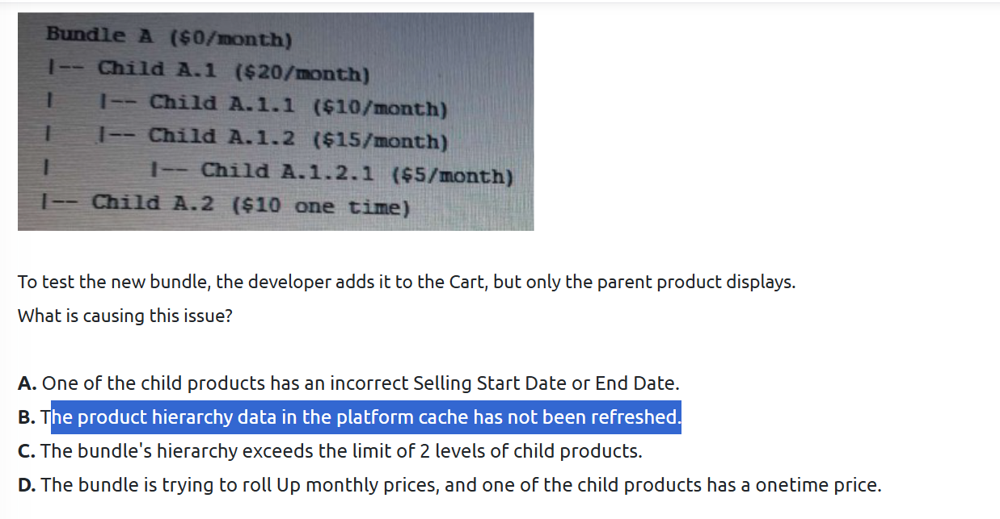 Bundle A ($0/month)
|-- Child A.1 ($20/month)
|   |-- Child A.1.1 ($10/month)
|   |-- Child A.1.2 ($15/month)
|       |-- Child A.1.2.1 ($5/month)
|-- Child A.2 ($10 one time)
To test the new bundle, the developer adds it to the Cart, but only the parent product displays.
What is causing this issue?
A. One of the child products has an incorrect Selling Start Date or End Date.
B. The product hierarchy data in the platform cache has not been refreshed.
C. The bundle's hierarchy exceeds the limit of 2 levels of child products.
D. The bundle is trying to roll Up monthly prices, and one of the child products has a onetime price.